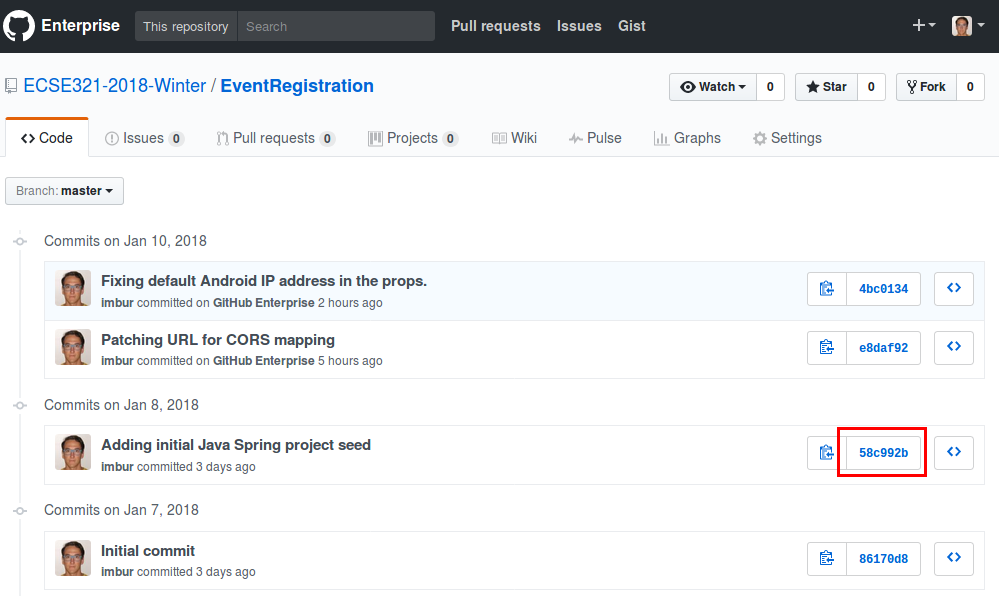 Enterprise This repository Search Pull requests Issues Gist
ECSE321-2018-Winter / EventRegistration Watch 0 Star 0 Fork 0
Code Issues 0 Pull requests 0 Projects 0 Wiki Pulse Graphs Settings
Branch: master
Commits on Jan 10, 2018
Fixing default Android IP address in the props.
imbur committed on GitHub Enterprise 2 hours ago
4bc0134
Patching URL for CORS mapping
imbur committed on GitHub Enterprise 5 hours ago
e8daf92
Commits on Jan 8, 2018
Adding initial Java Spring project seed
imbur committed 3 days ago
58c992b
Commits on Jan 7, 2018
Initial commit
imbur committed 3 days ago
86170d8